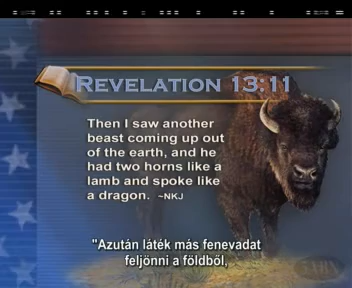 REVELATION 13:11
Then I saw another
beast coming up out
of the earth, and he
had two horns like a
lamb and spoke like
a dragon. ~NKJ
"Azután láték más fenevadat
feljönni a földből,